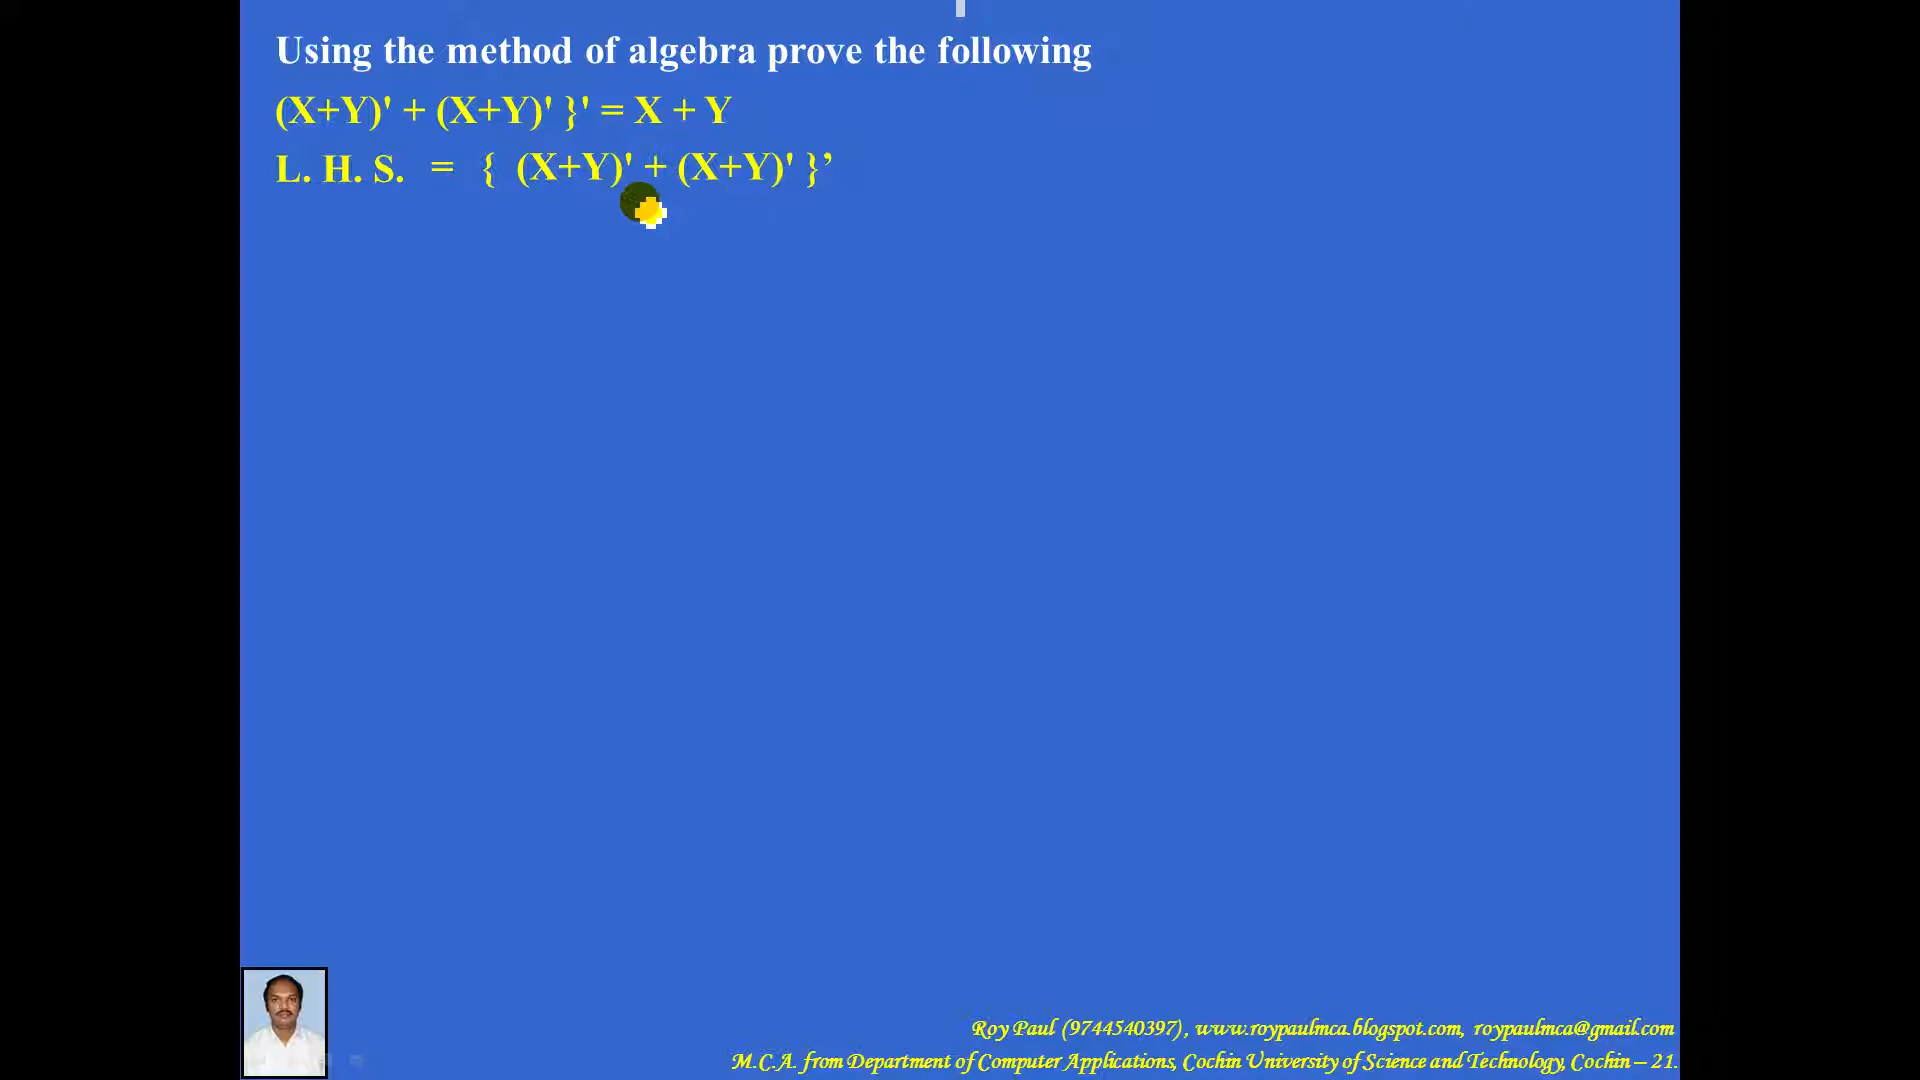 Using the method of algebra prove the following
(X+Y)' + (X+Y)' }' = X + Y
L. H. S. = { (X+Y)' + (X+Y)' }’
Roy Paul (9744540397), www.roypaulmca.blogspot.com, roypaulmca@gmail.com
M.C.A. from Department of Computer Applications, Cochin University of Science and Technology, Cochin – 21.